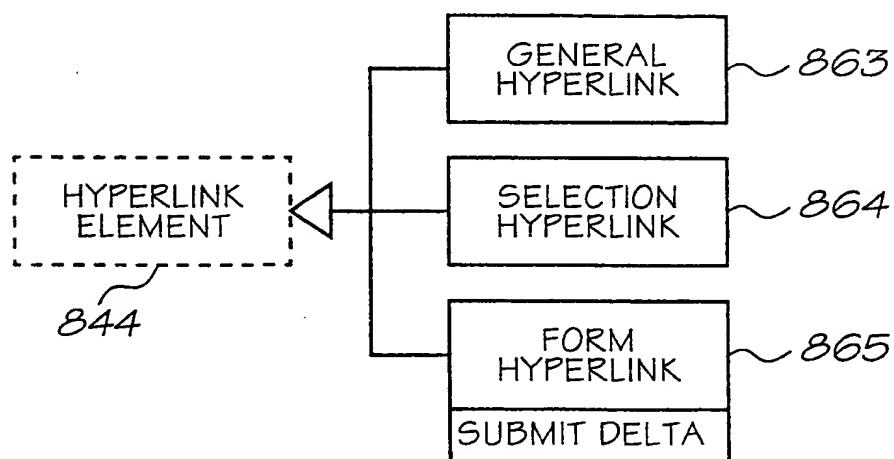 GENERAL
HYPERLINK
863
HYPERLINK
ELEMENT
844
SELECTION
HYPERLINK
864
FORM
HYPERLINK
865
SUBMIT DELTA